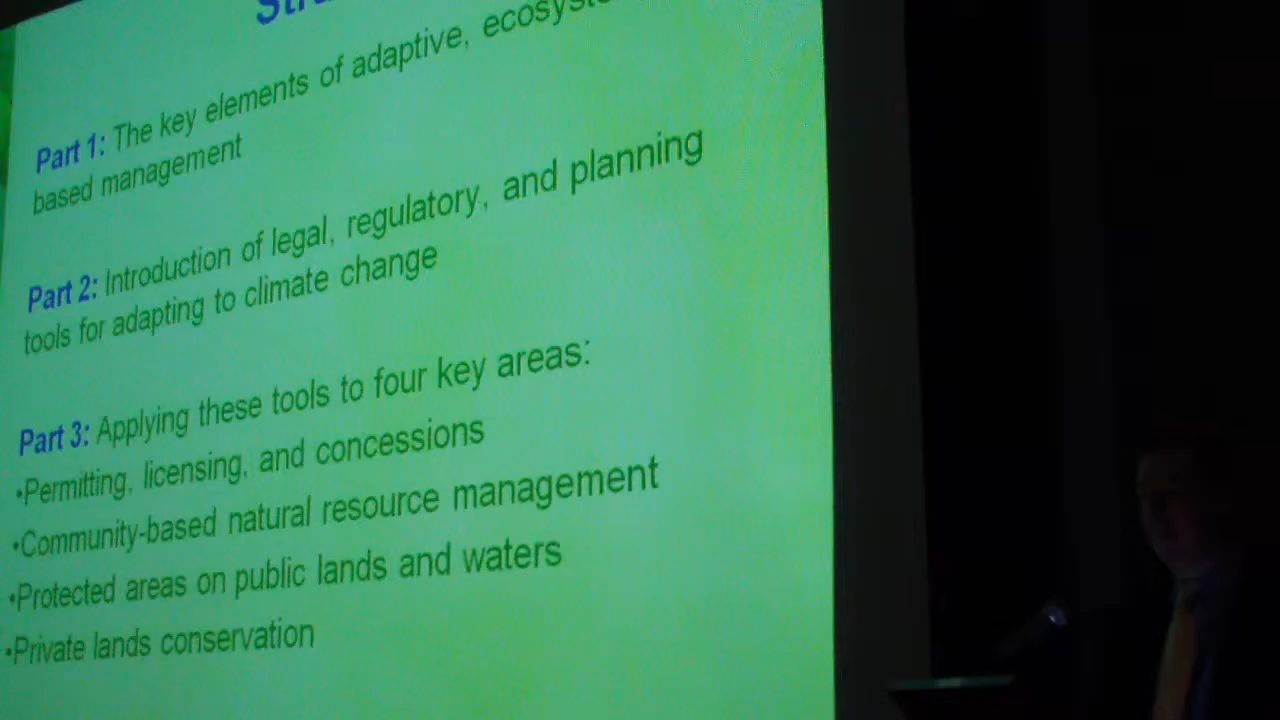 Part 1: The key elements of adaptive,
based management
Part 2: Introduction of legal, regulatory, and planning
tools for adapting to climate change
Part 3: Applying these tools to four key areas:
•Permitting, licensing, and concessions
•Community-based natural resource management
•Protected areas on public lands and waters
•Private lands conservation